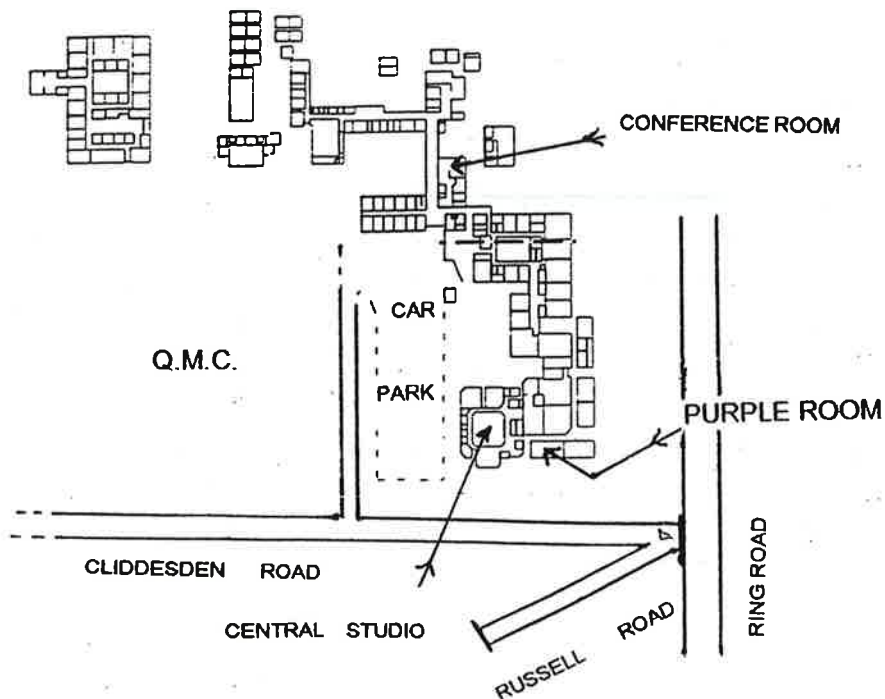 CONFERENCE ROOM
CAR
Q.M.C.
PARK
PURPLE ROOM
CLIDDESDEN ROAD
RING ROAD
CENTRAL STUDIO
RUSSELL ROAD